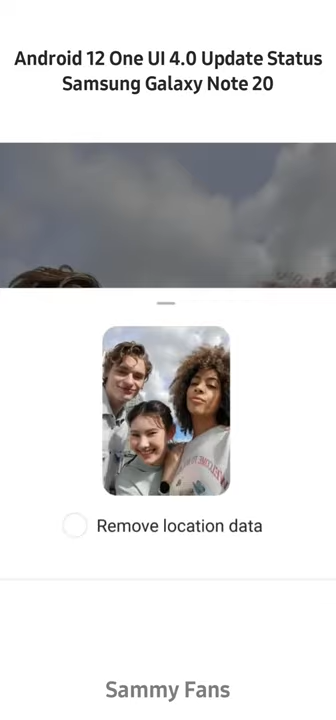 Android 12 One UI 4.0 Update Status
Samsung Galaxy Note 20
Remove location data
Sammy Fans